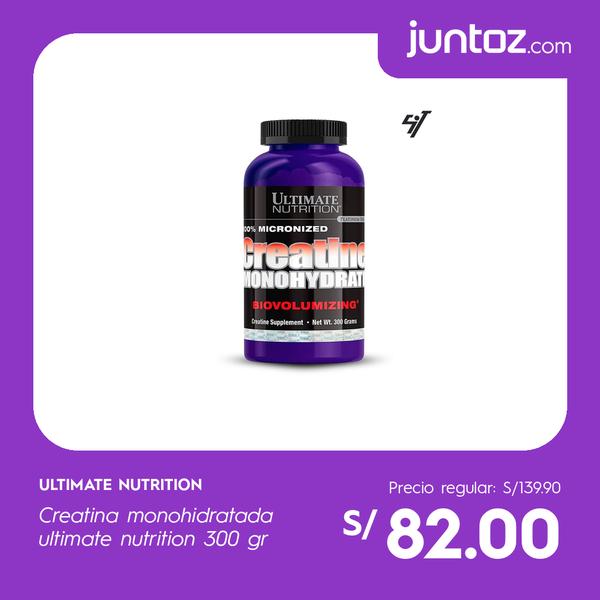 juntoz.com
ULTIMATE
NUTRITION
100% MICRONIZED
Creatine
MONOHYDRATE
BIOVOLUMIZING
Creatine Supplement • Net Wt. 300 Grams
ULTIMATE NUTRITION
Creatina monohidratada
ultimate nutrition 300 gr
Precio regular: S/139.90
S/ 82.00